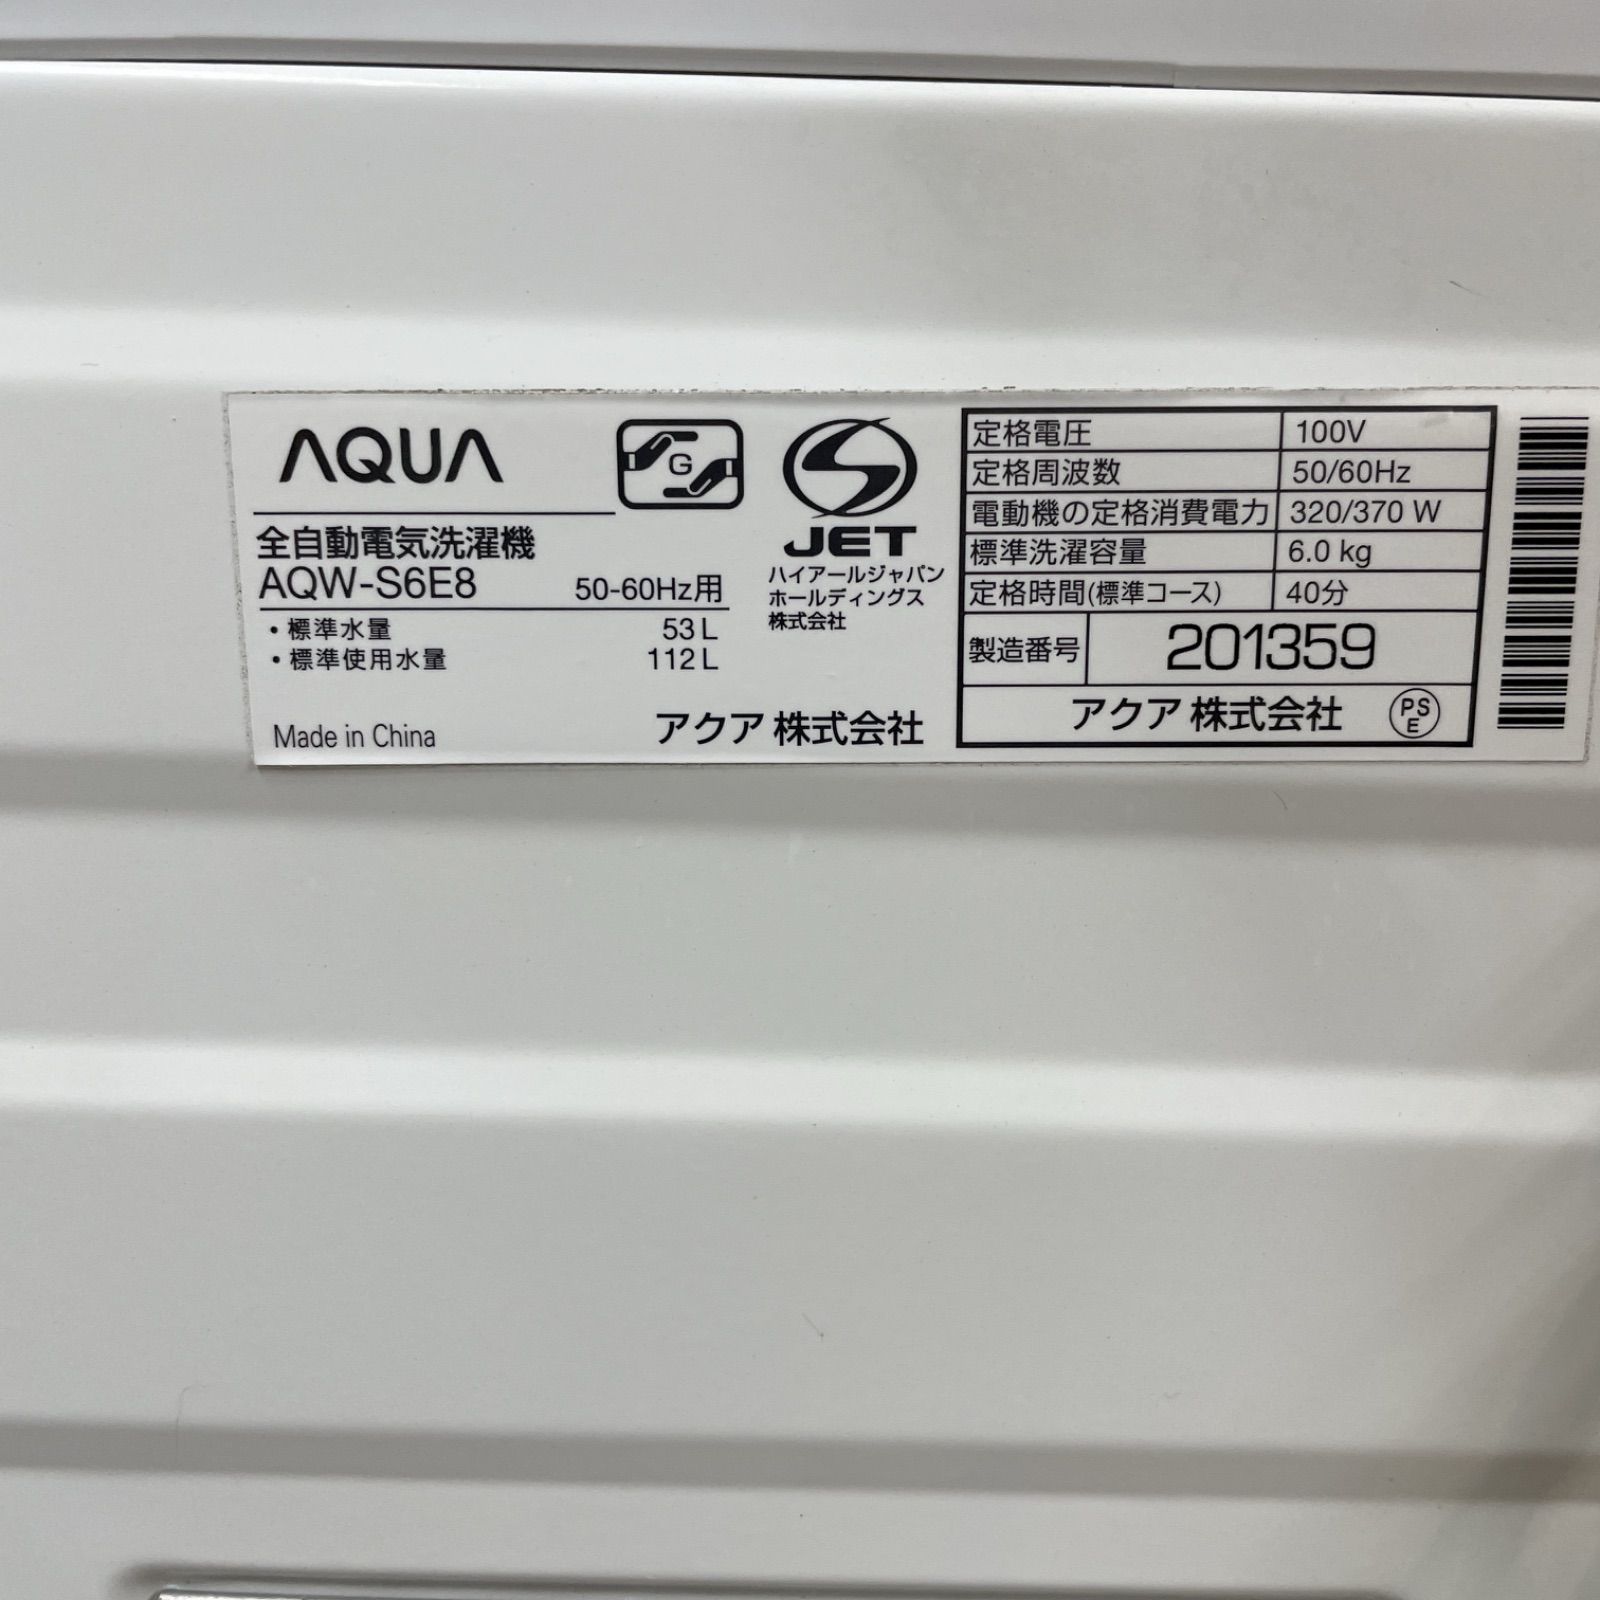 AQUA
G
全自動電気洗濯機
AQW-S6E8 50-60Hz用
・標準水量 53L
・標準使用水量 112L
Made in China
アクア 株式会社
JET
ハイアールジャパン
ホールディングス
株式会社
定格電圧 100V
定格周波数 50/60Hz
電動機の定格消費電力 320/370 W
標準洗濯容量 6.0 kg
定格時間(標準コース) 40分
製造番号 201359
アクア 株式会社
PS
E